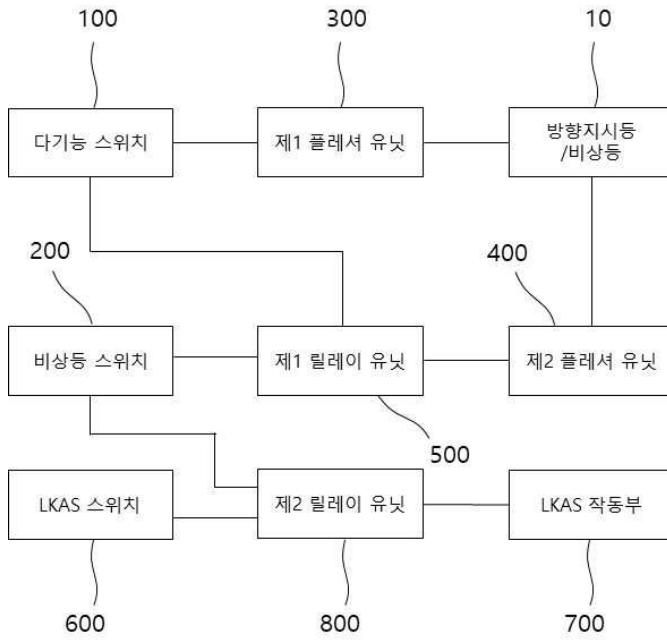 100
300
10
다기능 스위치
제1 플레셔 유닛
방향지시등
/비상등
200
400
비상등 스위치
제1 릴레이 유닛
제2 플레셔 유닛
500
LKAS 스위치
제2 릴레이 유닛
LKAS 작동부
600
800
700